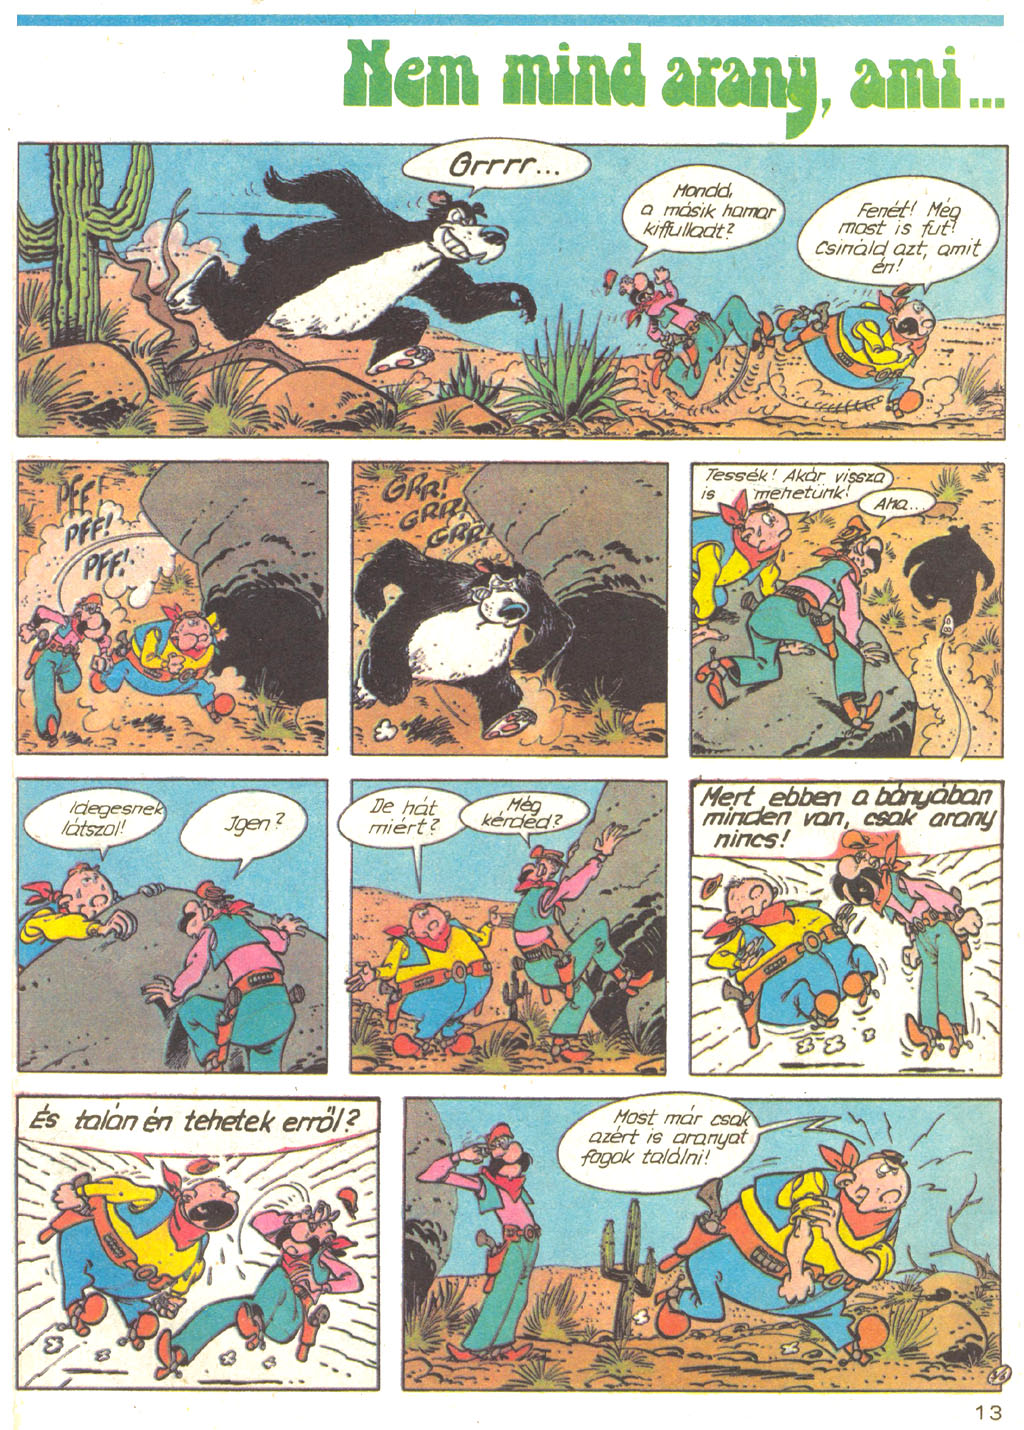 Nem mind arany, ami...
Grrrr...
Mondd,
a másik hamar
kiffulladt?
Fenét! Még
most is fut!
Csináld azt, amit
én!
PFF!
PFF!
PFF!
GRR!
GRR!
GRR!
Tessék! Akár vissza
is mehetünk!
Aha...
Idegesnek
látszol!
Igen?
De hát
miért?
Még
kérded?
Mert ebben a bányában
minden van, csak arany
nincs!
És talán én tehetek erről?
Most már csak
azért is aranyat
fogok találni!
13